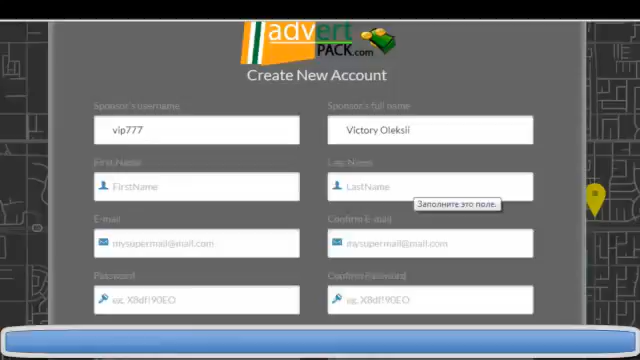 advert
PACK.com
Create New Account
Sponsor's username
Sponsor's full name
vip777
Victory Oleksii
First Name
Last Name
FirstName
LastName
Заполните это поле.
E-mail
Confirm E-mail
mysupermail@mail.com
mysupermail@mail.com
Password
Confirm Password
eg. X8df!90EO
eg. X8df!90EO